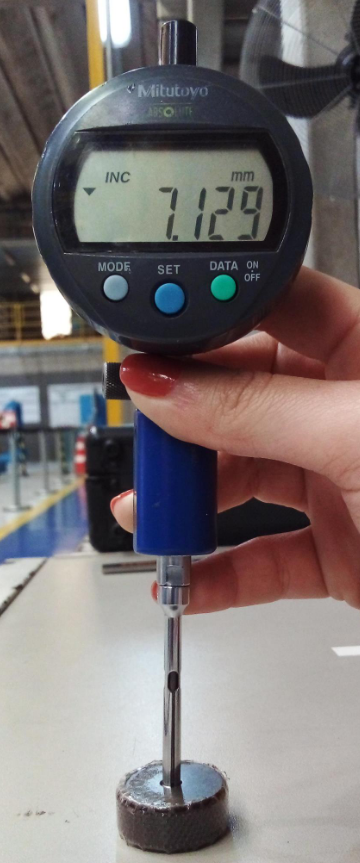 Mitutoyo
ABSOLUTE
INC mm
7.129
MODE SET DATA ON
OFF